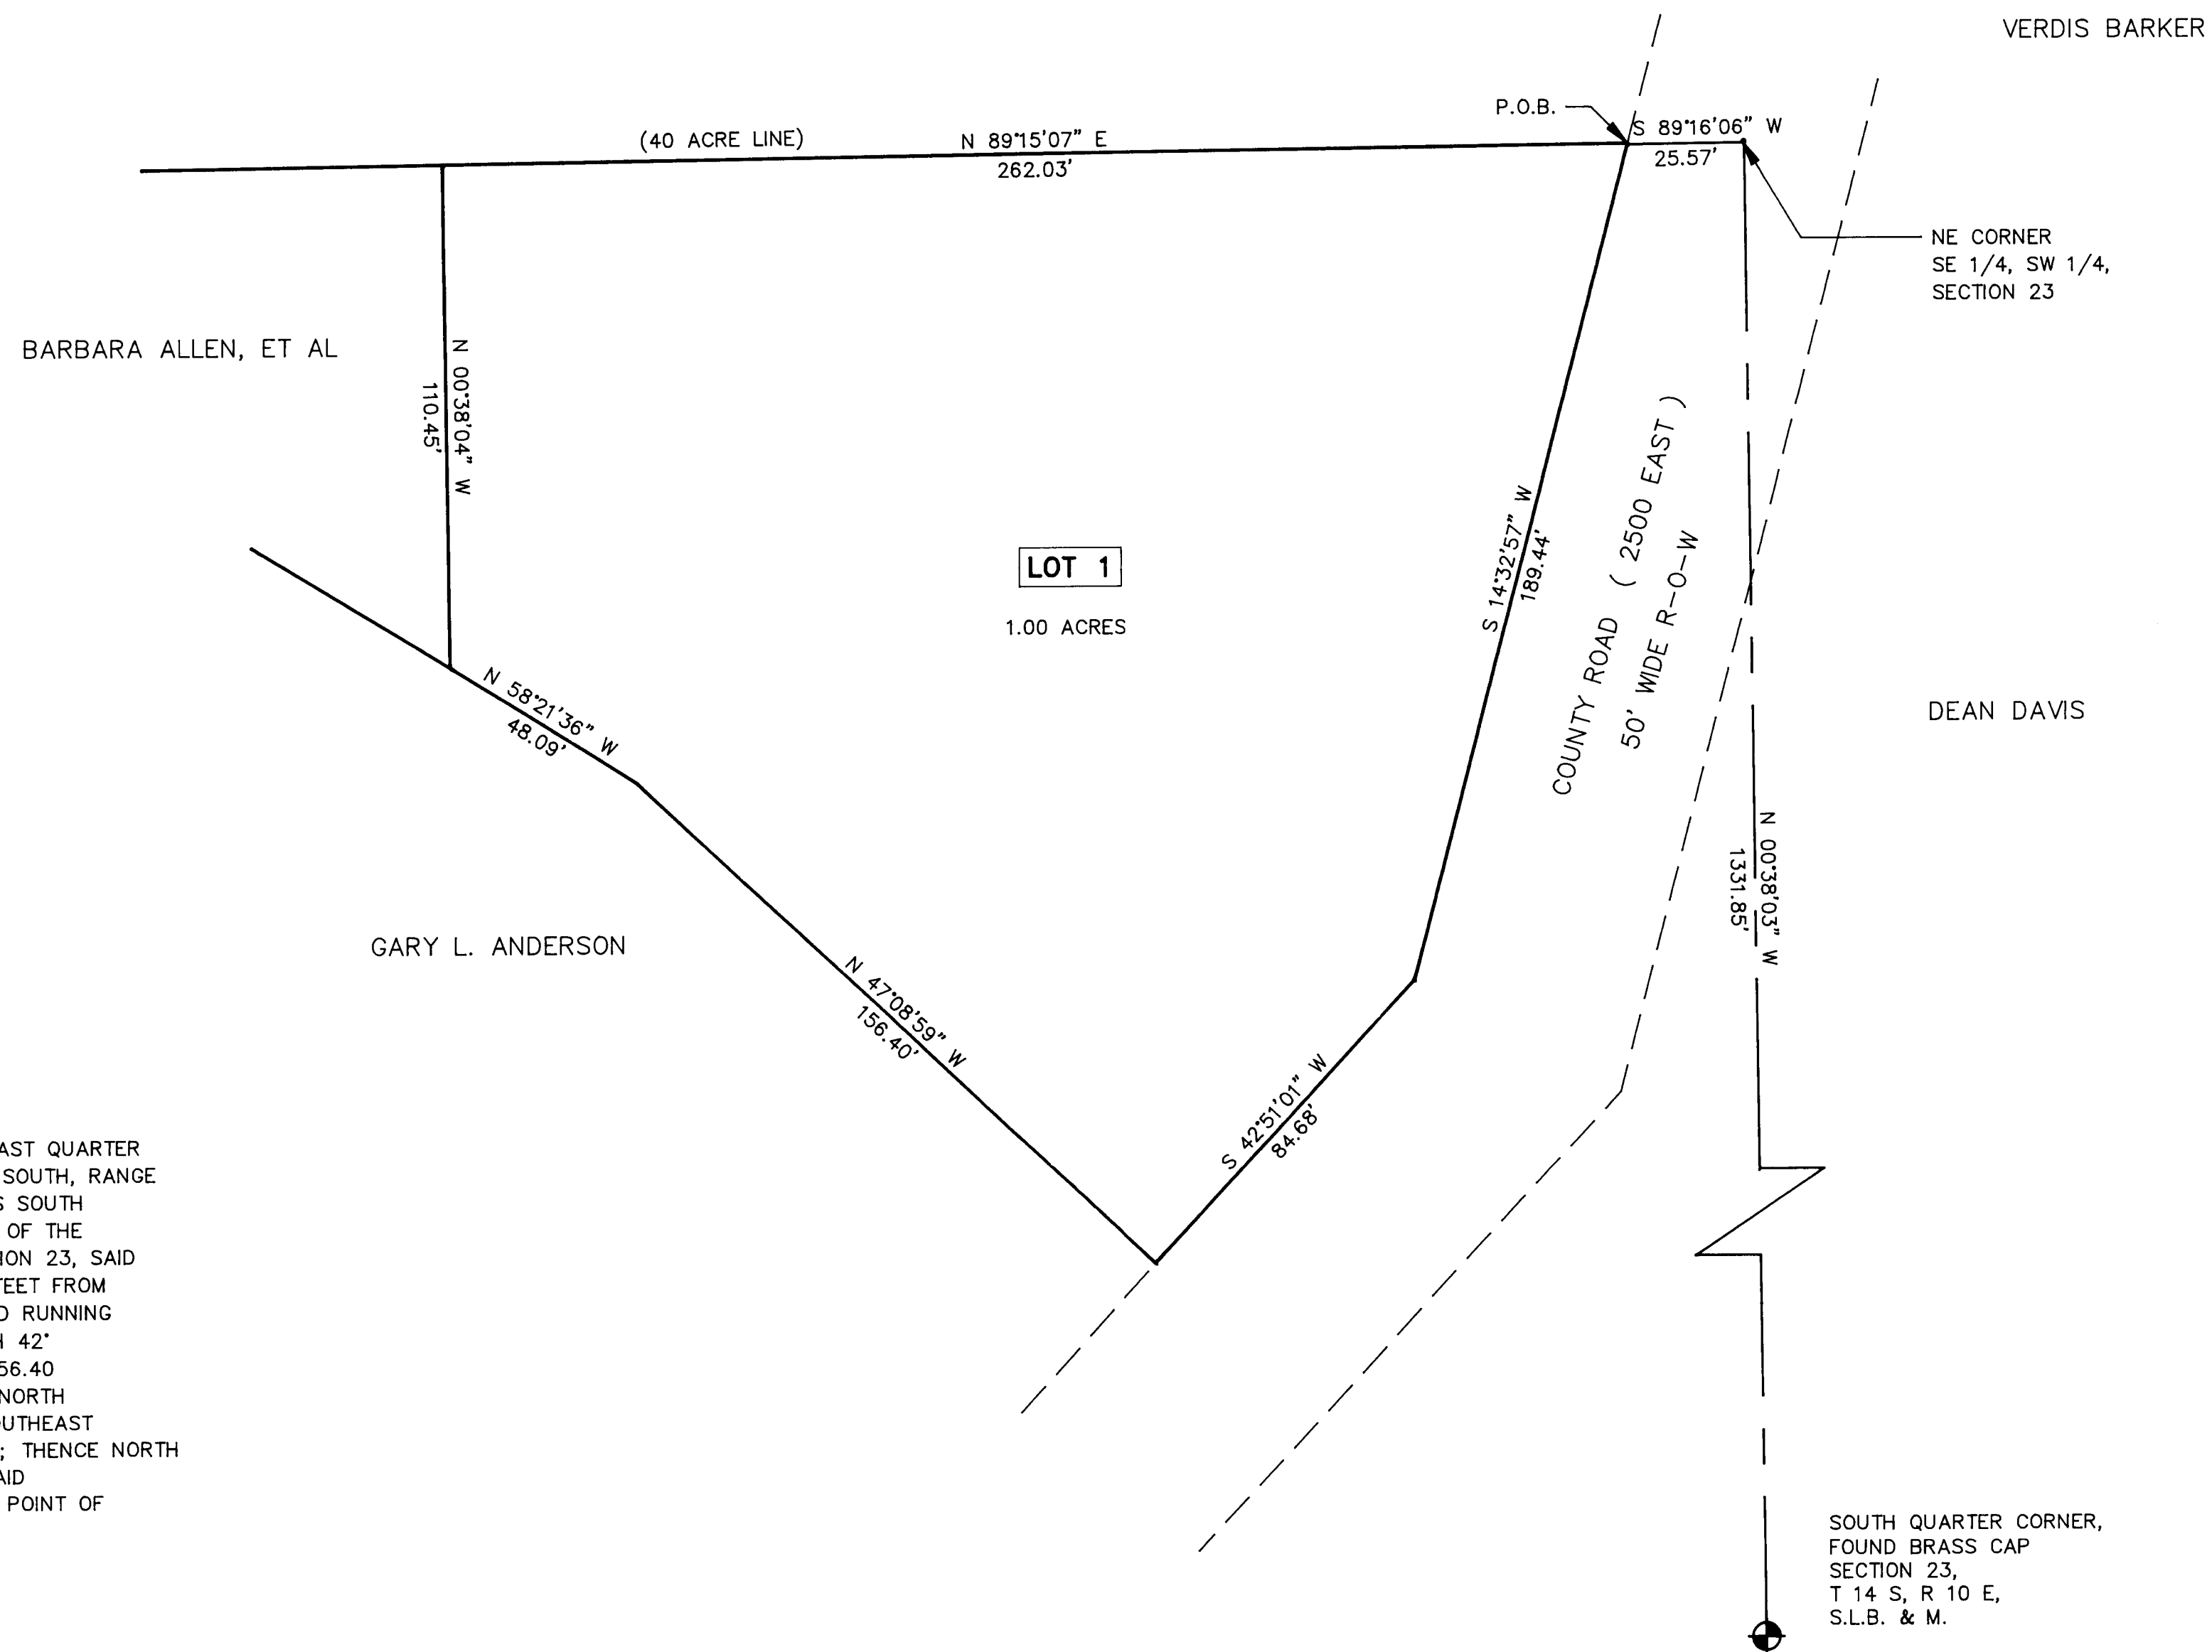 VERDIS BARKER
P.O.B.
(40 ACRE LINE)
N 89°15'07" E
262.03'
S 89°16'06" W
25.57'
NE CORNER
SE 1/4, SW 1/4,
SECTION 23
BARBARA ALLEN, ET AL
N 00°38'04" W
110.45'
LOT 1
1.00 ACRES
S 14°32'57" W
189.44'
COUNTY ROAD ( 2500 EAST )
50' WIDE R-O-W
DEAN DAVIS
N 58°21'36" W
48.09'
N 00°38'03" W
1331.85'
GARY L. ANDERSON
N 47°08'59" W
156.40'
S 42°51'01" W
84.68'
AST QUARTER
SOUTH, RANGE
S SOUTH
OF THE
ION 23, SAID
FEET FROM
D RUNNING
H 42°
56.40
NORTH
UTHEAST
; THENCE NORTH
AID
POINT OF
SOUTH QUARTER CORNER,
FOUND BRASS CAP
SECTION 23,
T 14 S, R 10 E,
S.L.B. & M.